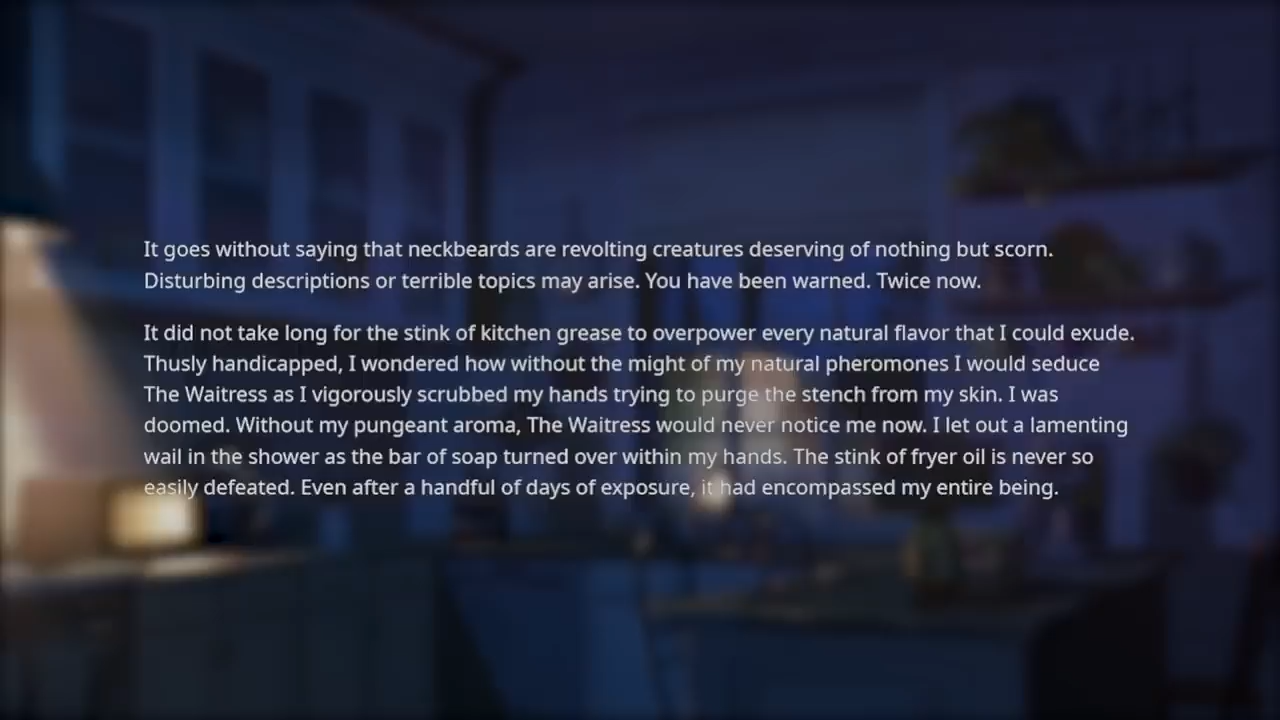 It goes without saying that neckbeards are revolting creatures deserving of nothing but scorn.
Disturbing descriptions or terrible topics may arise. You have been warned. Twice now.
It did not take long for the stink of kitchen grease to overpower every natural flavor that I could exude.
Thusly handicapped, I wondered how without the might of my natural pheromones I would seduce
The Waitress as I vigorously scrubbed my hands trying to purge the stench from my skin. I was
doomed. Without my pungeant aroma, The Waitress would never notice me now. I let out a lamenting
wail in the shower as the bar of soap turned over within my hands. The stink of fryer oil is never so
easily defeated. Even after a handful of days of exposure, it had encompassed my entire being.